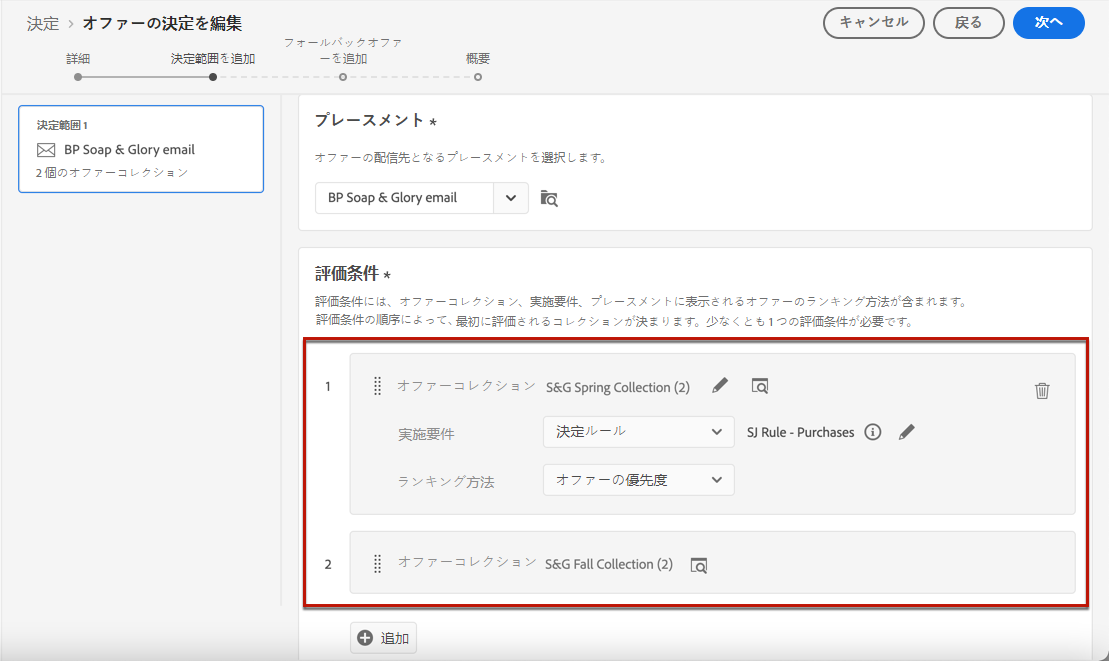 決定 › オファーの決定を編集
キャンセル
戻る
次へ
詳細
決定範囲を追加
フォールバックオファ
ーを追加
概要
決定範囲 1
BP Soap & Glory email
2 個のオファーコレクション
プレースメント *
オファーの配信先となるプレースメントを選択します。
BP Soap & Glory email
評価条件 *
評価条件には、オファーコレクション、実施要件、プレースメントに表示されるオファーのランキング方法が含まれます。
評価条件の順序によって、最初に評価されるコレクションが決まります。少なくとも 1 つの評価条件が必要です。
1
オファーコレクション S&G Spring Collection (2)
実施要件 決定ルール SJ Rule - Purchases
ランキング方法 オファーの優先度
2
オファーコレクション S&G Fall Collection (2)
追加